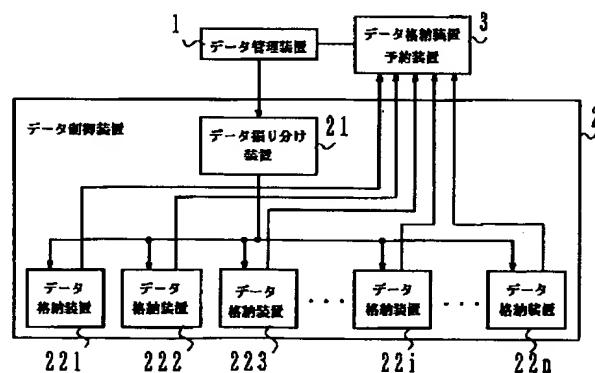 1
データ管理装置
データ格納装置
予約装置
3
2
データ制御装置
データ振り分け
装置
21
データ
格納装置
データ
格納装置
データ
格納装置
データ
格納装置
データ
格納装置
221
222
223
22i
22n